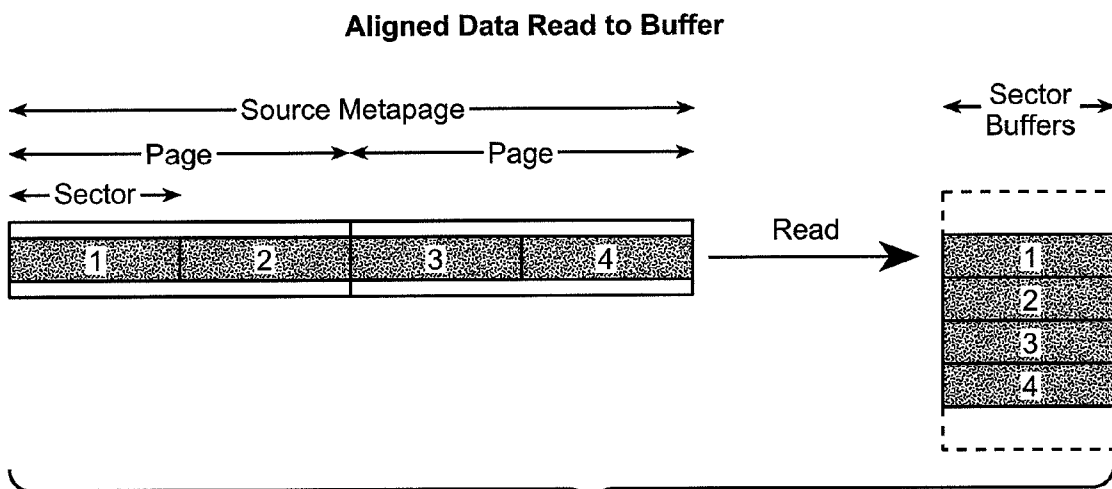 Aligned Data Read to Buffer
Source Metapage
Sector
Buffers
Page Page
Sector
1 2 3 4
Read
1
2
3
4